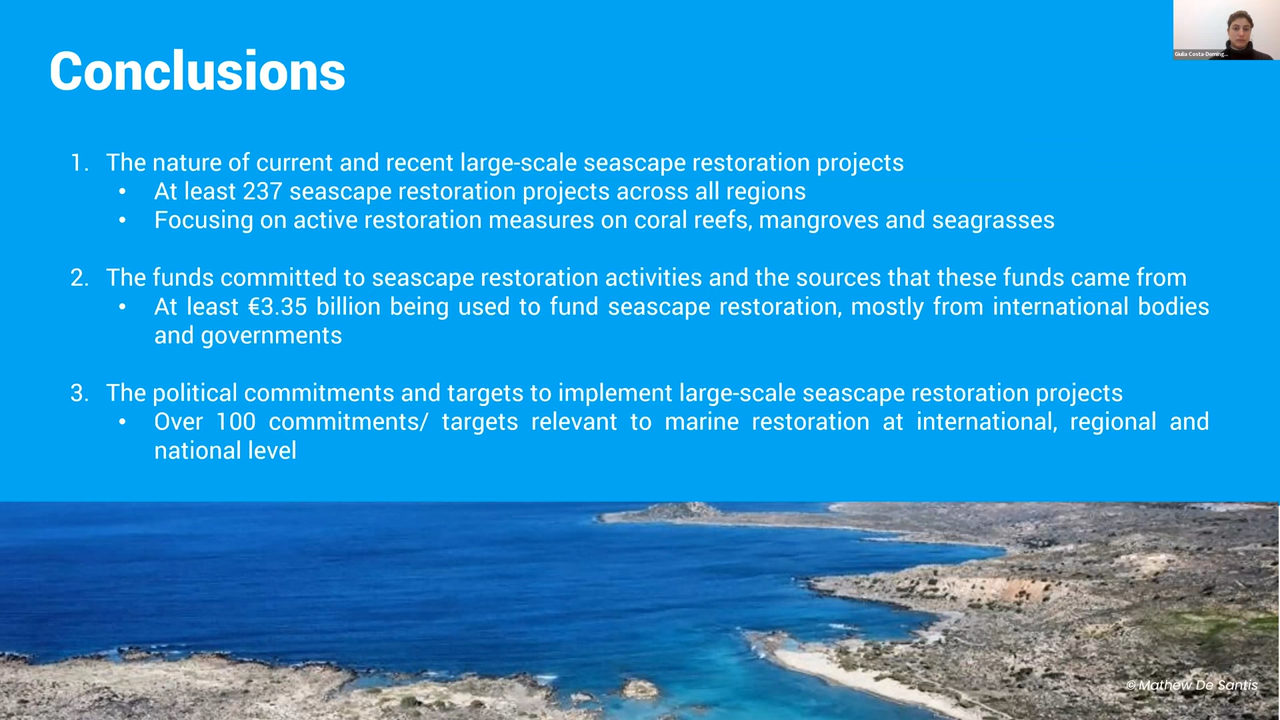 Giulia Costa-Doming...
Conclusions
1. The nature of current and recent large-scale seascape restoration projects
• At least 237 seascape restoration projects across all regions
• Focusing on active restoration measures on coral reefs, mangroves and seagrasses
2. The funds committed to seascape restoration activities and the sources that these funds came from
• At least €3.35 billion being used to fund seascape restoration, mostly from international bodies
and governments
3. The political commitments and targets to implement large-scale seascape restoration projects
• Over 100 commitments/ targets relevant to marine restoration at international, regional and
national level
©Mathew De Santis